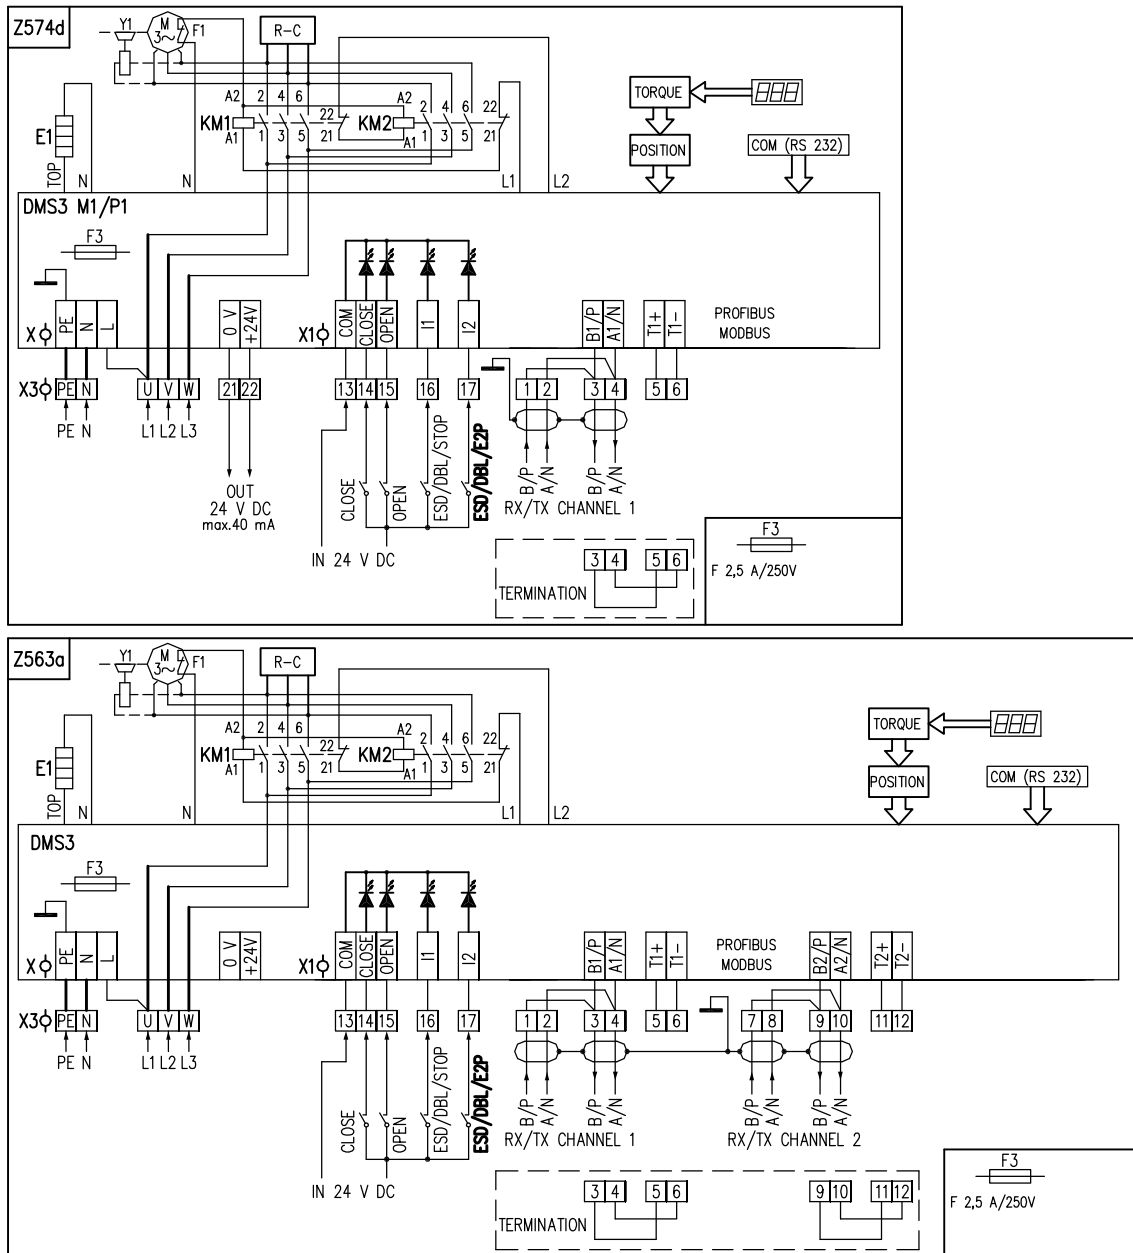 Z574d
Y1 M 3~ F1 R-C
A2 2 4 6 22 A2 2 4 6 22
KM1 A1 1 3 5 21 KM2 A1 1 3 5 21
E1
TOP N N L1 L2
TORQUE 888
POSITION COM (RS 232)
DMS3 M1/P1
F3
X PE N L 0 V +24V X1 COM CLOSE OPEN I1 I2 B1/P A1/N T1+ T1-
PROFIBUS
MODBUS
X3 PE N U V W 21 22 13 14 15 16 17 1 2 3 4 5 6
PE N L1 L2 L3
OUT
24 V DC
max.40 mA
CLOSE OPEN ESD/DBL/STOP ESD/DBL/E2P
B/P A/N B/P A/N
RX/TX CHANNEL 1
IN 24 V DC
TERMINATION 3 4 5 6
F3
F 2,5 A/250V
Z563a
Y1 M 3~ F1 R-C
A2 2 4 6 22 A2 2 4 6 22
KM1 A1 1 3 5 21 KM2 A1 1 3 5 21
E1
TOP N N L1 L2
TORQUE 888
POSITION COM (RS 232)
DMS3
F3
X PE N L 0 V +24V X1 COM CLOSE OPEN I1 I2 B1/P A1/N T1+ T1-
PROFIBUS
MODBUS
B2/P A2/N T2+ T2-
X3 PE N U V W 13 14 15 16 17 1 2 3 4 5 6 7 8 9 10 11 12
PE N L1 L2 L3
CLOSE OPEN ESD/DBL/STOP ESD/DBL/E2P
B/P A/N B/P A/N B/P A/N B/P A/N
RX/TX CHANNEL 1 RX/TX CHANNEL 2
IN 24 V DC
TERMINATION 3 4 5 6 9 10 11 12
F3
F 2,5 A/250V